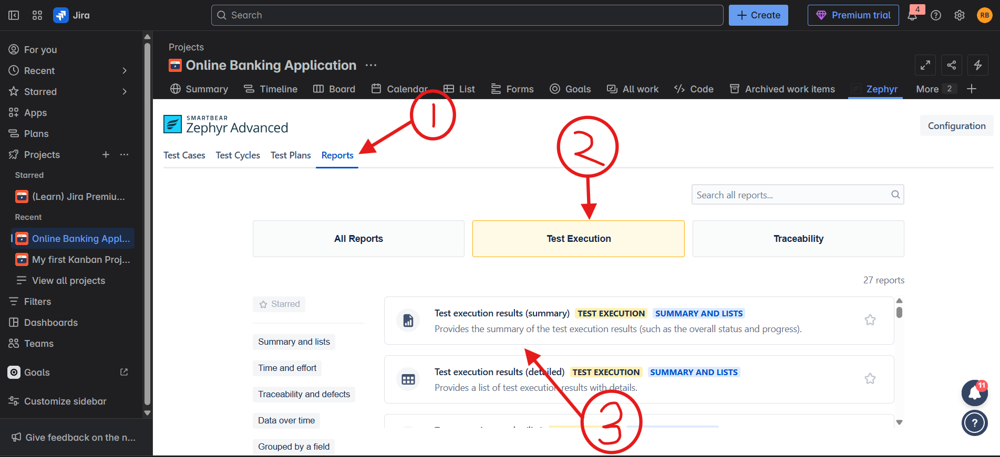 Jira
Search
+ Create
Premium trial
4
RB
For you
Recent
Starred
Apps
Plans
Projects
Starred
(Learn) Jira Premiu...
Recent
Online Banking Appl...
My first Kanban Proj...
View all projects
Filters
Dashboards
Teams
Goals
Customize sidebar
Give feedback on the n...
Projects
Online Banking Application ...
Summary Timeline Board Calendar List Forms Goals All work Code Archived work items Zephyr More 2
SMARTBEAR
Zephyr Advanced
Configuration
1
2
Test Cases Test Cycles Test Plans Reports
Search all reports...
All Reports Test Execution Traceability
27 reports
Starred
Summary and lists
Time and effort
Traceability and defects
Data over time
Grouped by a field
Test execution results (summary) TEST EXECUTION SUMMARY AND LISTS
Provides the summary of the test execution results (such as the overall status and progress).
Test execution results (detailed) TEST EXECUTION SUMMARY AND LISTS
Provides a list of test execution results with details.
3
11
?